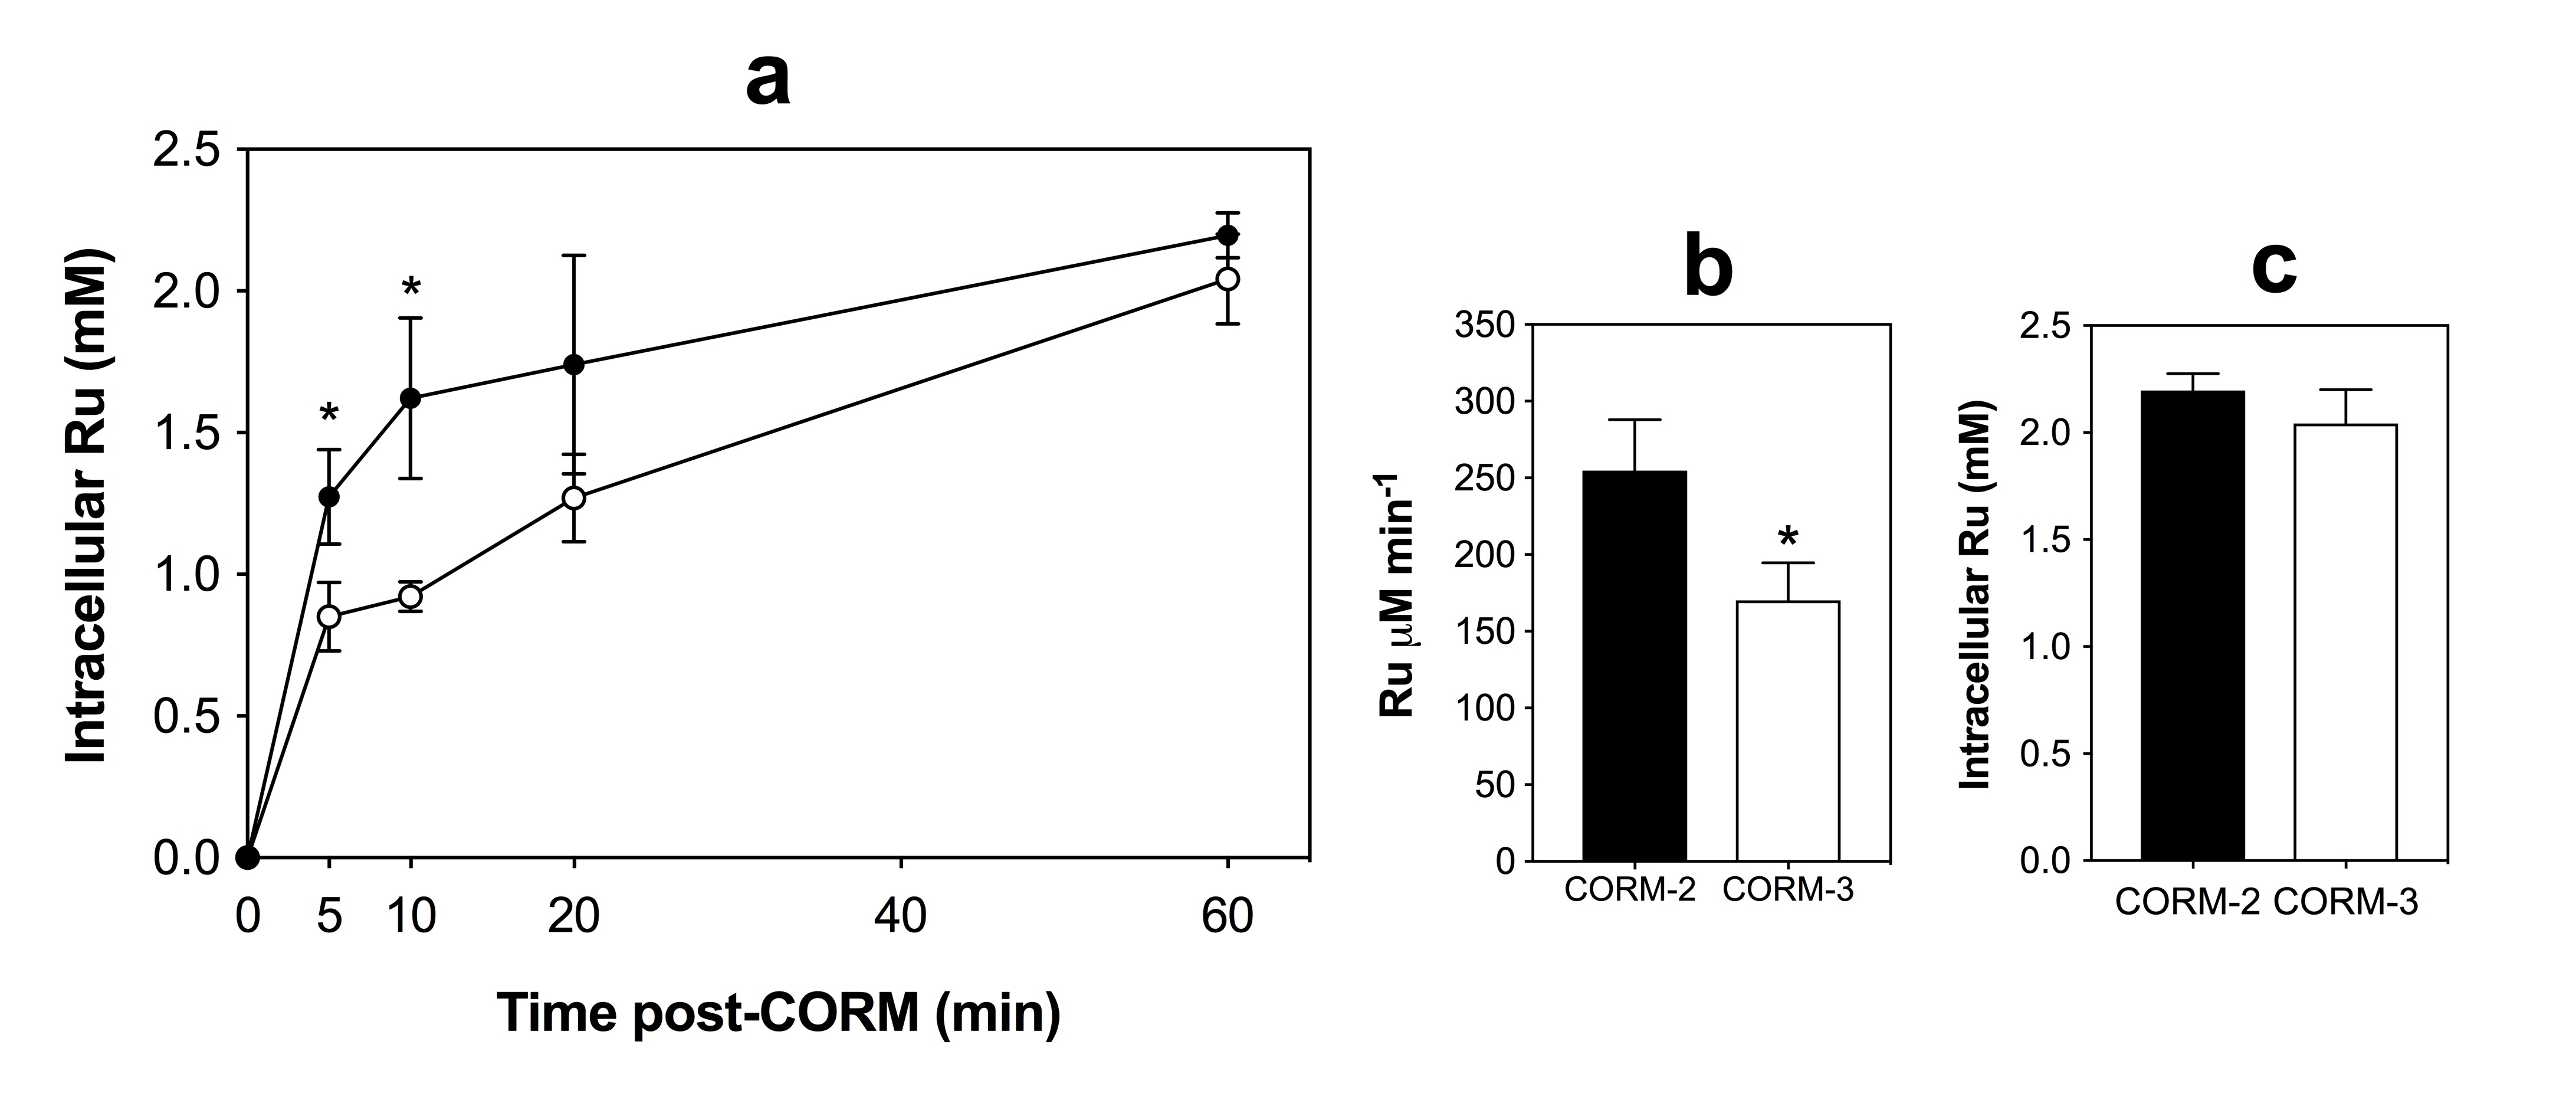 a
Intracellular Ru (mM)
2.5
2.0
1.5
1.0
0.5
0.0
*
*
0 5 10 20 40 60
Time post-CORM (min)
b
Ru μM min-1
350
300
250
200
150
100
50
0
*
CORM-2 CORM-3
c
Intracellular Ru (mM)
2.5
2.0
1.5
1.0
0.5
0.0
CORM-2 CORM-3